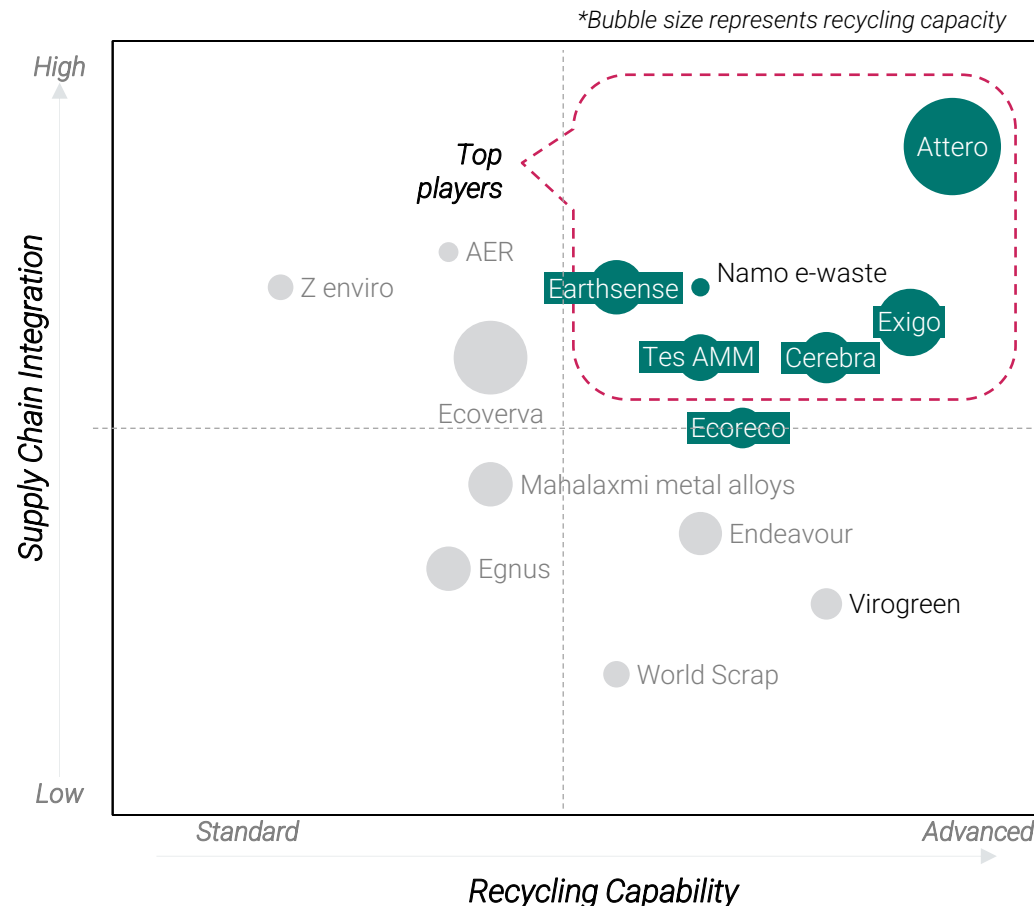 *Bubble size represents recycling capacity
High
Attero
Top
players
AER
Namo e-waste
Z enviro
Earthsense
Exigo
Tes AMM
Cerebra
Ecoverva
Ecoreco
Supply Chain Integration
Mahalaxmi metal alloys
Endeavour
Egnus
Virogreen
World Scrap
Low
Standard
Advanced
Recycling Capability